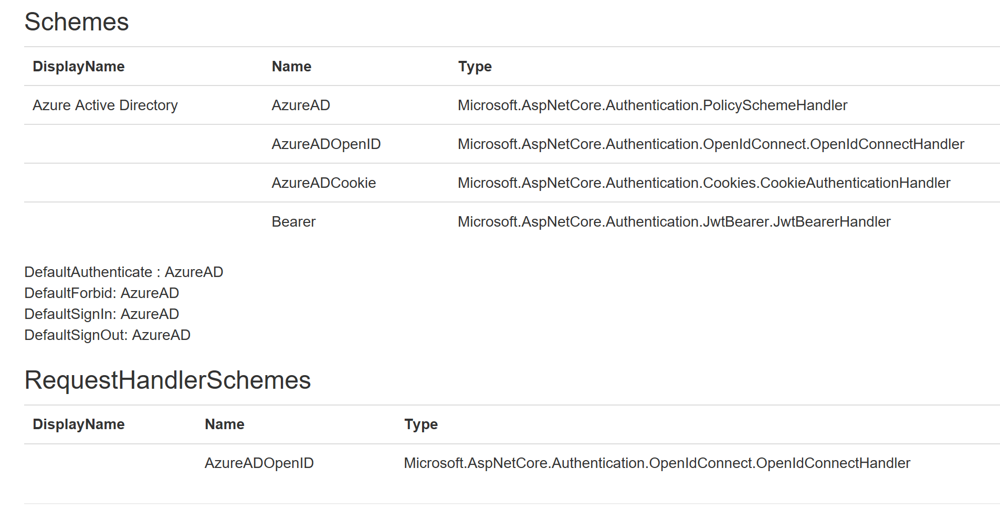 Schemes
DisplayName Name Type
Azure Active Directory AzureAD Microsoft.AspNetCore.Authentication.PolicySchemeHandler
AzureADOpenID Microsoft.AspNetCore.Authentication.OpenIdConnect.OpenIdConnectHandler
AzureADCookie Microsoft.AspNetCore.Authentication.Cookies.CookieAuthenticationHandler
Bearer Microsoft.AspNetCore.Authentication.JwtBearer.JwtBearerHandler
DefaultAuthenticate : AzureAD
DefaultForbid: AzureAD
DefaultSignIn: AzureAD
DefaultSignOut: AzureAD
RequestHandlerSchemes
DisplayName Name Type
AzureADOpenID Microsoft.AspNetCore.Authentication.OpenIdConnect.OpenIdConnectHandler